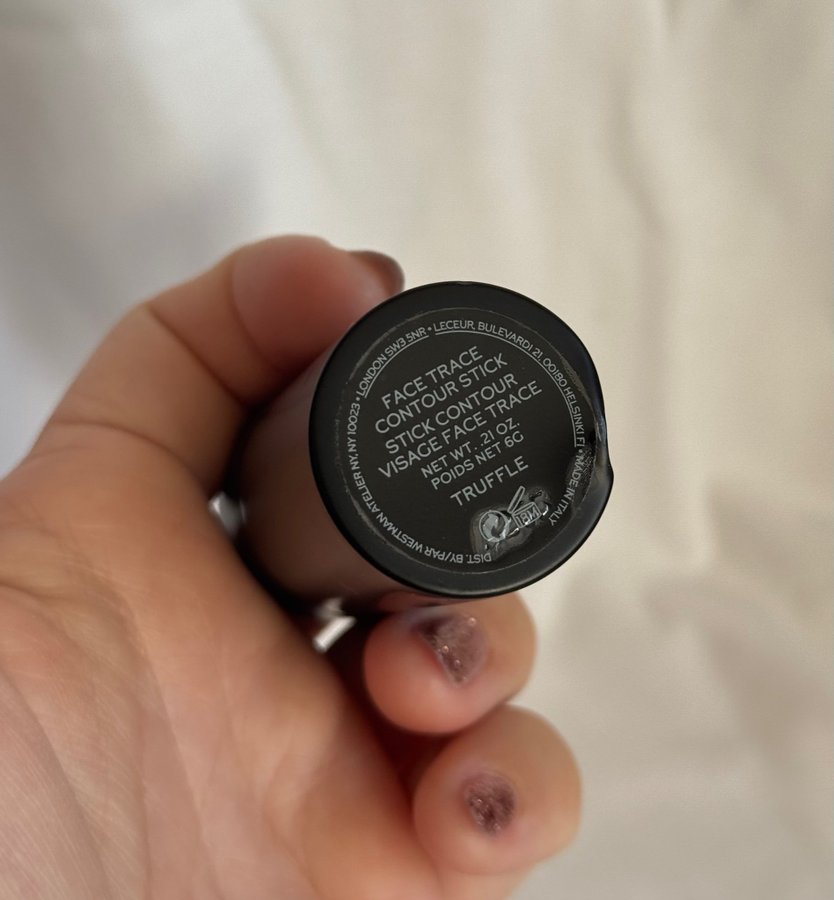 FACE TRACE
CONTOUR STICK
STICK CONTOUR
VISAGE FACE TRACE
NET WT. .21 OZ.
POIDS NET 6G
TRUFFLE
DIST. BY/PAR WESTMAN ATELIER NY, NY 10023 • LONDON SW3 5NR • LECEUR, BULEVARDI 21, 00180 HELSINKI FI • MADE IN ITALY